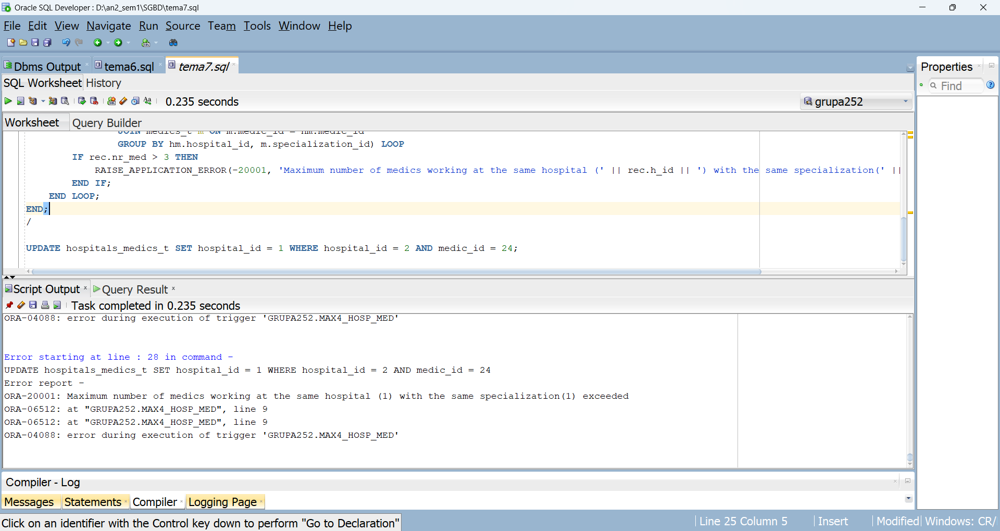 Oracle SQL Developer : D:\an2_sem1\SGBD\tema7.sql
File Edit View Navigate Run Source Team Tools Window Help
Dbms Output tema6.sql tema7.sql
Properties
SQL Worksheet History
Find
0.235 seconds
grupa252
Worksheet Query Builder
JOIN medics_t m ON m.medic_id = hm.medic_id
GROUP BY hm.hospital_id, m.specialization_id) LOOP
IF rec.nr_med > 3 THEN
RAISE_APPLICATION_ERROR(-20001, 'Maximum number of medics working at the same hospital (' || rec.h_id || ') with the same specialization(' ||
END IF;
END LOOP;
END;
/
UPDATE hospitals_medics_t SET hospital_id = 1 WHERE hospital_id = 2 AND medic_id = 24;
Script Output Query Result
Task completed in 0.235 seconds
ORA-04088: error during execution of trigger 'GRUPA252.MAX4_HOSP_MED'
Error starting at line : 28 in command -
UPDATE hospitals_medics_t SET hospital_id = 1 WHERE hospital_id = 2 AND medic_id = 24
Error report -
ORA-20001: Maximum number of medics working at the same hospital (1) with the same specialization(1) exceeded
ORA-06512: at "GRUPA252.MAX4_HOSP_MED", line 9
ORA-06512: at "GRUPA252.MAX4_HOSP_MED", line 9
ORA-04088: error during execution of trigger 'GRUPA252.MAX4_HOSP_MED'
Compiler - Log
Messages Statements Compiler Logging Page
Click on an identifier with the Control key down to perform "Go to Declaration"
Line 25 Column 5 Insert Modified Windows: CR/